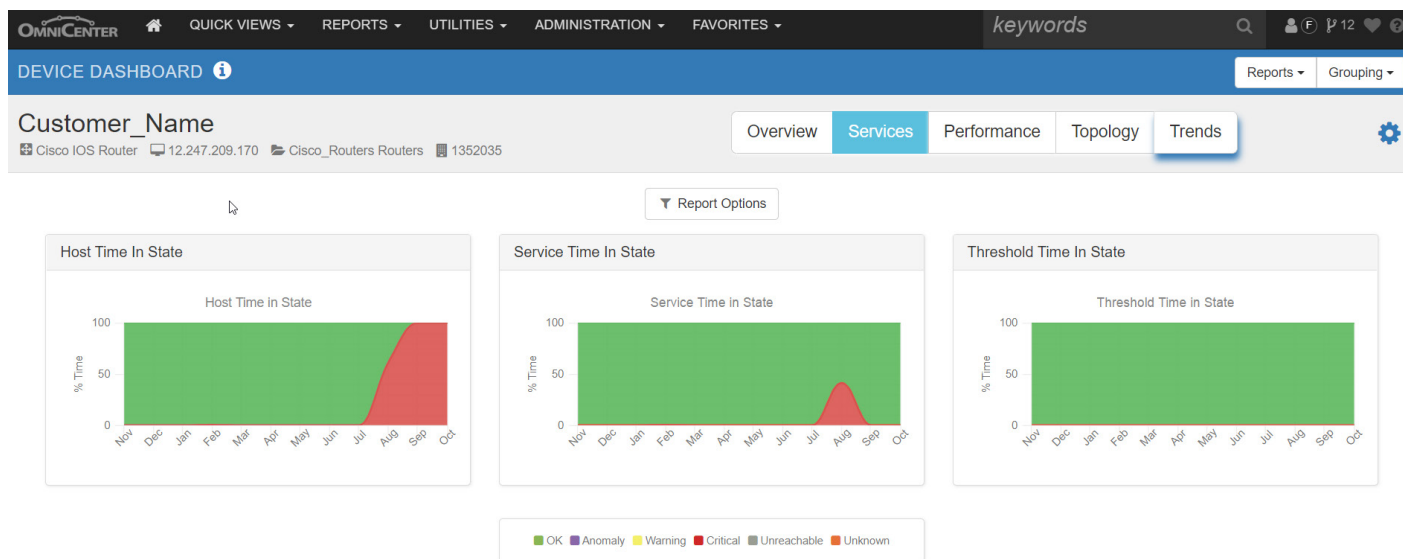 OMNICENTER QUICK VIEWS REPORTS UTILITIES ADMINISTRATION FAVORITES keywords F 12
DEVICE DASHBOARD Reports Grouping
Customer_Name
Cisco IOS Router 12.247.209.170 Cisco_Routers Routers 1352035
Overview Services Performance Topology Trends
Report Options
Host Time In State
Host Time in State
% Time
100
50
0
Nov Dec Jan Feb Mar Apr May Jun Jul Aug Sep Oct
Service Time In State
Service Time in State
% Time
100
50
0
Nov Dec Jan Feb Mar Apr May Jun Jul Aug Sep Oct
Threshold Time In State
Threshold Time in State
% Time
100
50
0
Nov Dec Jan Feb Mar Apr May Jun Jul Aug Sep Oct
OK Anomaly Warning Critical Unreachable Unknown